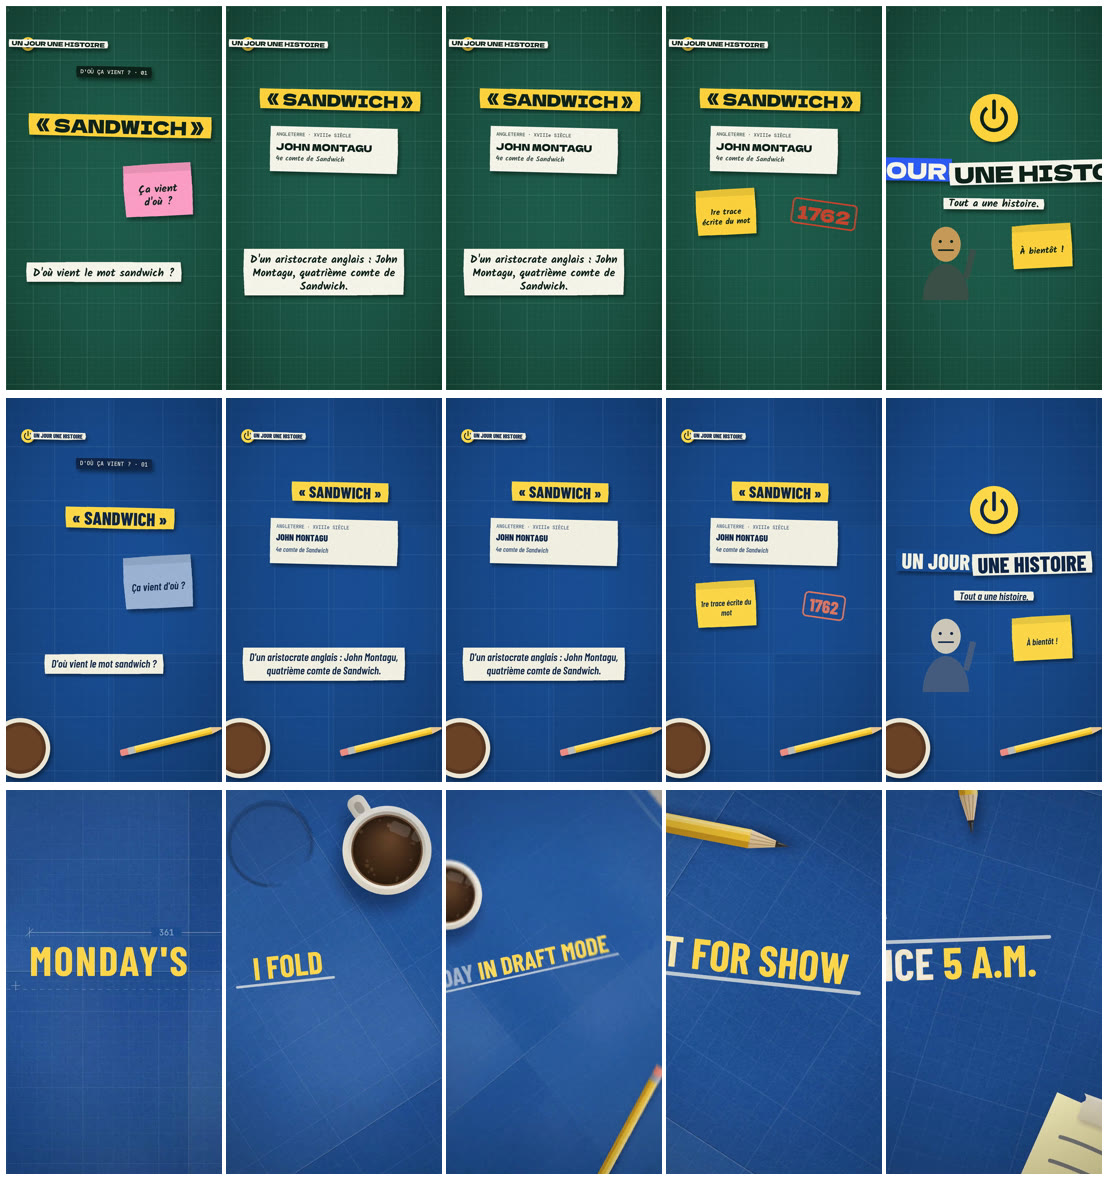 UN JOUR UNE HISTOIRE
D'OÙ ÇA VIENT ? · 01
« SANDWICH »
Ça vient
d'où ?
D'où vient le mot sandwich ?
UN JOUR UNE HISTOIRE
« SANDWICH »
ANGLETERRE · XVIIIe SIÈCLE
JOHN MONTAGU
4e comte de Sandwich
D'un aristocrate anglais : John
Montagu, quatrième comte de
Sandwich.
UN JOUR UNE HISTOIRE
« SANDWICH »
ANGLETERRE · XVIIIe SIÈCLE
JOHN MONTAGU
4e comte de Sandwich
D'un aristocrate anglais : John
Montagu, quatrième comte de
Sandwich.
UN JOUR UNE HISTOIRE
« SANDWICH »
ANGLETERRE · XVIIIe SIÈCLE
JOHN MONTAGU
4e comte de Sandwich
1re trace
écrite du mot
1762
OUR UNE HISTO
Tout a une histoire.
À bientôt !
UN JOUR UNE HISTOIRE
D'OÙ ÇA VIENT ? · 01
« SANDWICH »
Ça vient d'où ?
D'où vient le mot sandwich ?
UN JOUR UNE HISTOIRE
« SANDWICH »
ANGLETERRE · XVIIIe SIÈCLE
JOHN MONTAGU
4e comte de Sandwich
D'un aristocrate anglais : John Montagu,
quatrième comte de Sandwich.
UN JOUR UNE HISTOIRE
« SANDWICH »
ANGLETERRE · XVIIIe SIÈCLE
JOHN MONTAGU
4e comte de Sandwich
D'un aristocrate anglais : John Montagu,
quatrième comte de Sandwich.
UN JOUR UNE HISTOIRE
« SANDWICH »
ANGLETERRE · XVIIIe SIÈCLE
JOHN MONTAGU
4e comte de Sandwich
1re trace écrite du
mot
1762
UN JOUR UNE HISTOIRE
Tout a une histoire.
À bientôt !
361
MONDAY'S
I FOLD
DAY IN DRAFT MODE
T FOR SHOW
ICE 5 A.M.